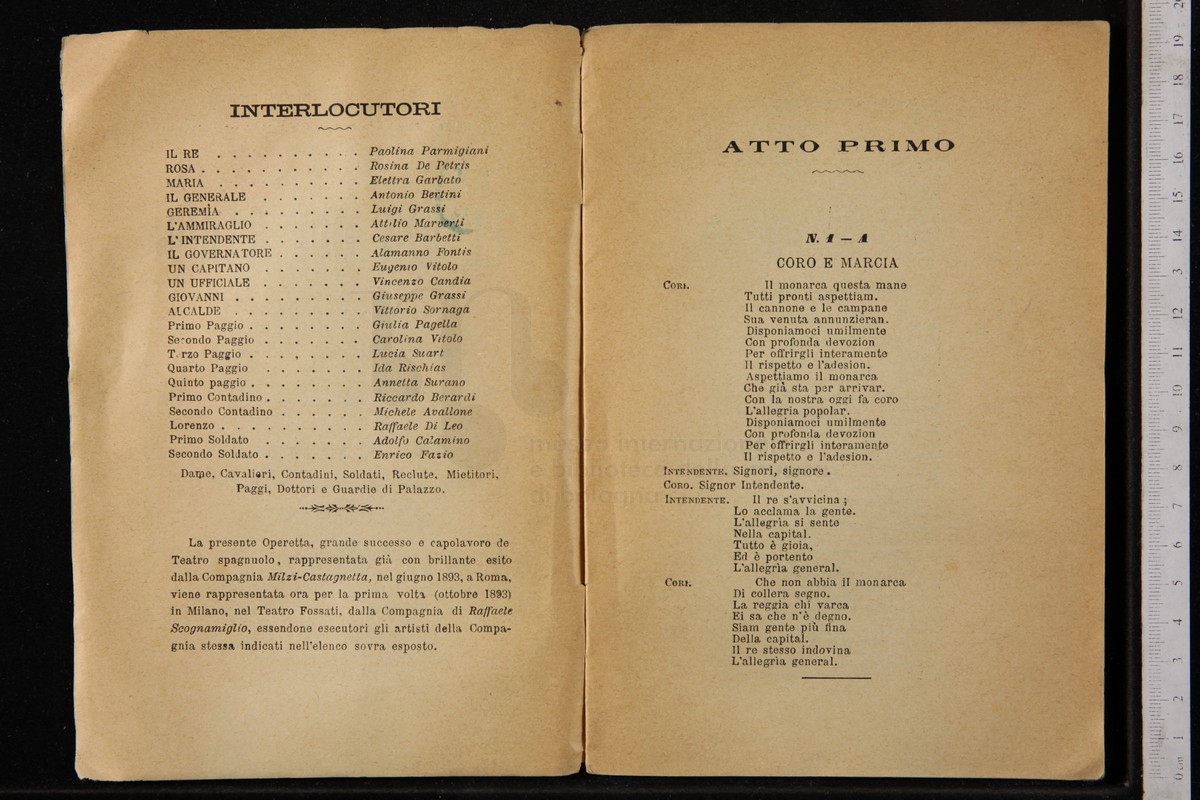 INTERLOCUTORI
IL RE . . . . . . . . . . Paolina Parmigiani
ROSA . . . . . . . . . . . Rosina De Petris
MARIA . . . . . . . . . . Elettra Garbato
IL GENERALE . . . . . . . Antonio Bertini
GEREMÌA . . . . . . . . . Luigi Grassi
L'AMMIRAGLIO . . . . . . . Attilio Marverti
L'INTENDENTE . . . . . . . Cesare Barbetti
IL GOVERNATORE . . . . . . Alamanno Fontis
UN CAPITANO . . . . . . . Eugenio Vitolo
UN UFFICIALE . . . . . . . Vincenzo Candia
GIOVANNI . . . . . . . . . Giuseppe Grassi
ALCALDE . . . . . . . . . Vittorio Sornaga
Primo Paggio . . . . . . . . Giulia Pagella
Secondo Paggio . . . . . . . Carolina Vitolo
T.rzo Paggio . . . . . . . . Lucia Suart
Quarto Paggio . . . . . . . Ida Rischias
Quinto paggio . . . . . . . . Annetta Surano
Primo Contadino . . . . . . . Riccardo Berardi
Secondo Contadino . . . . . . Michele Avallone
Lorenzo . . . . . . . . . . Raffaele Di Leo
Primo Soldato . . . . . . . Adolfo Calamino
Secondo Soldato . . . . . . . Enrico Fazio
Dame, Cavalieri, Contadini, Soldati, Reclute, Mietitori,
Paggi, Dottori e Guardie di Palazzo.
La presente Operetta, grande successo e capolavoro de
Teatro spagnuolo, rappresentata già con brillante esito
dalla Compagnia Milzi-Castagnetta, nel giugno 1893, a Roma,
viene rappresentata ora per la prima volta (ottobre 1893)
in Milano, nel Teatro Fossati, dalla Compagnia di Raffaele
Scognamiglio, essendone esecutori gli artisti della Compa-
gnia stessa indicati nell'elenco sovra esposto.
ATTO PRIMO
N. 1 — A
CORO E MARCIA
CORI. Il monarca questa mane
Tutti pronti aspettiam.
Il cannone e le campane
Sua venuta annunzieran.
Disponiamoci umilmente
Con profonda devozion
Per offrirgli interamente
Il rispetto e l'adesion.
Aspettiamo il monarca
Che già sta per arrivar.
Con la nostra oggi fa coro
L'allegria popolar.
Disponiamoci umilmente
Con profonda devozion
Per offrirgli interamente
Il rispetto e l'adesion.
INTENDENTE. Signori, signore.
CORO. Signor Intendente.
INTENDENTE. Il re s'avvicina;
Lo acclama la gente.
L'allegrìa si sente
Nella capital.
Tutto è gioia,
Ed è portento
L'allegrìa general.
CORI. Che non abbia il monarca
Di collera segno.
La reggia chi varca
Ei sa che n'è degno.
Siam gente più fina
Della capital.
Il re stesso indovina
L'allegrìa general.